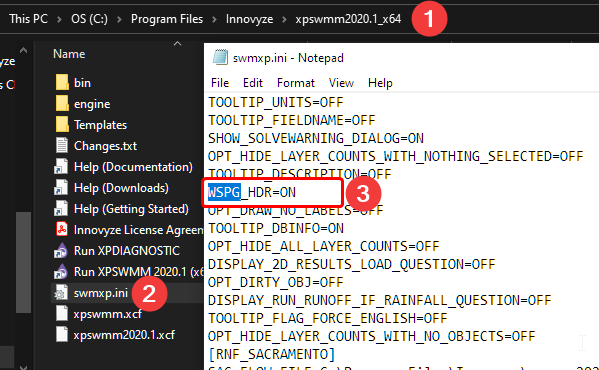 This PC > OS (C:) > Program Files > Innovyze > xpswmm2020.1_x64
1
Name
bin
engine
Templates
Changes.txt
Help (Documentation)
Help (Downloads)
Help (Getting Started)
Innovyze License Agreem
Run XPDIAGNOSTIC
Run XPSWMM 2020.1 (x6
swmxp.ini
2
xpswmm.xcf
xpswmm2020.1.xcf
swmxp.ini - Notepad
File Edit Format View Help
TOOLTIP_UNITS=OFF
TOOLTIP_FIELDNAME=OFF
SHOW_SOLVEWARNING_DIALOG=ON
OPT_HIDE_LAYER_COUNTS_WITH_NOTHING_SELECTED=OFF
TOOLTIP_DESCRIPTION=OFF
WSPG_HDR=ON
3
OPT_DRAW_NO_LABELS=OFF
TOOLTIP_DBINFO=ON
OPT_HIDE_ALL_LAYER_COUNTS=OFF
DISPLAY_2D_RESULTS_LOAD_QUESTION=OFF
OPT_DIRTY_OBJ=OFF
DISPLAY_RUN_RUNOFF_IF_RAINFALL_QUESTION=OFF
TOOLTIP_FLAG_FORCE_ENGLISH=OFF
OPT_HIDE_LAYER_COUNTS_WITH_NO_OBJECTS=OFF
[RNF_SACRAMENTO]